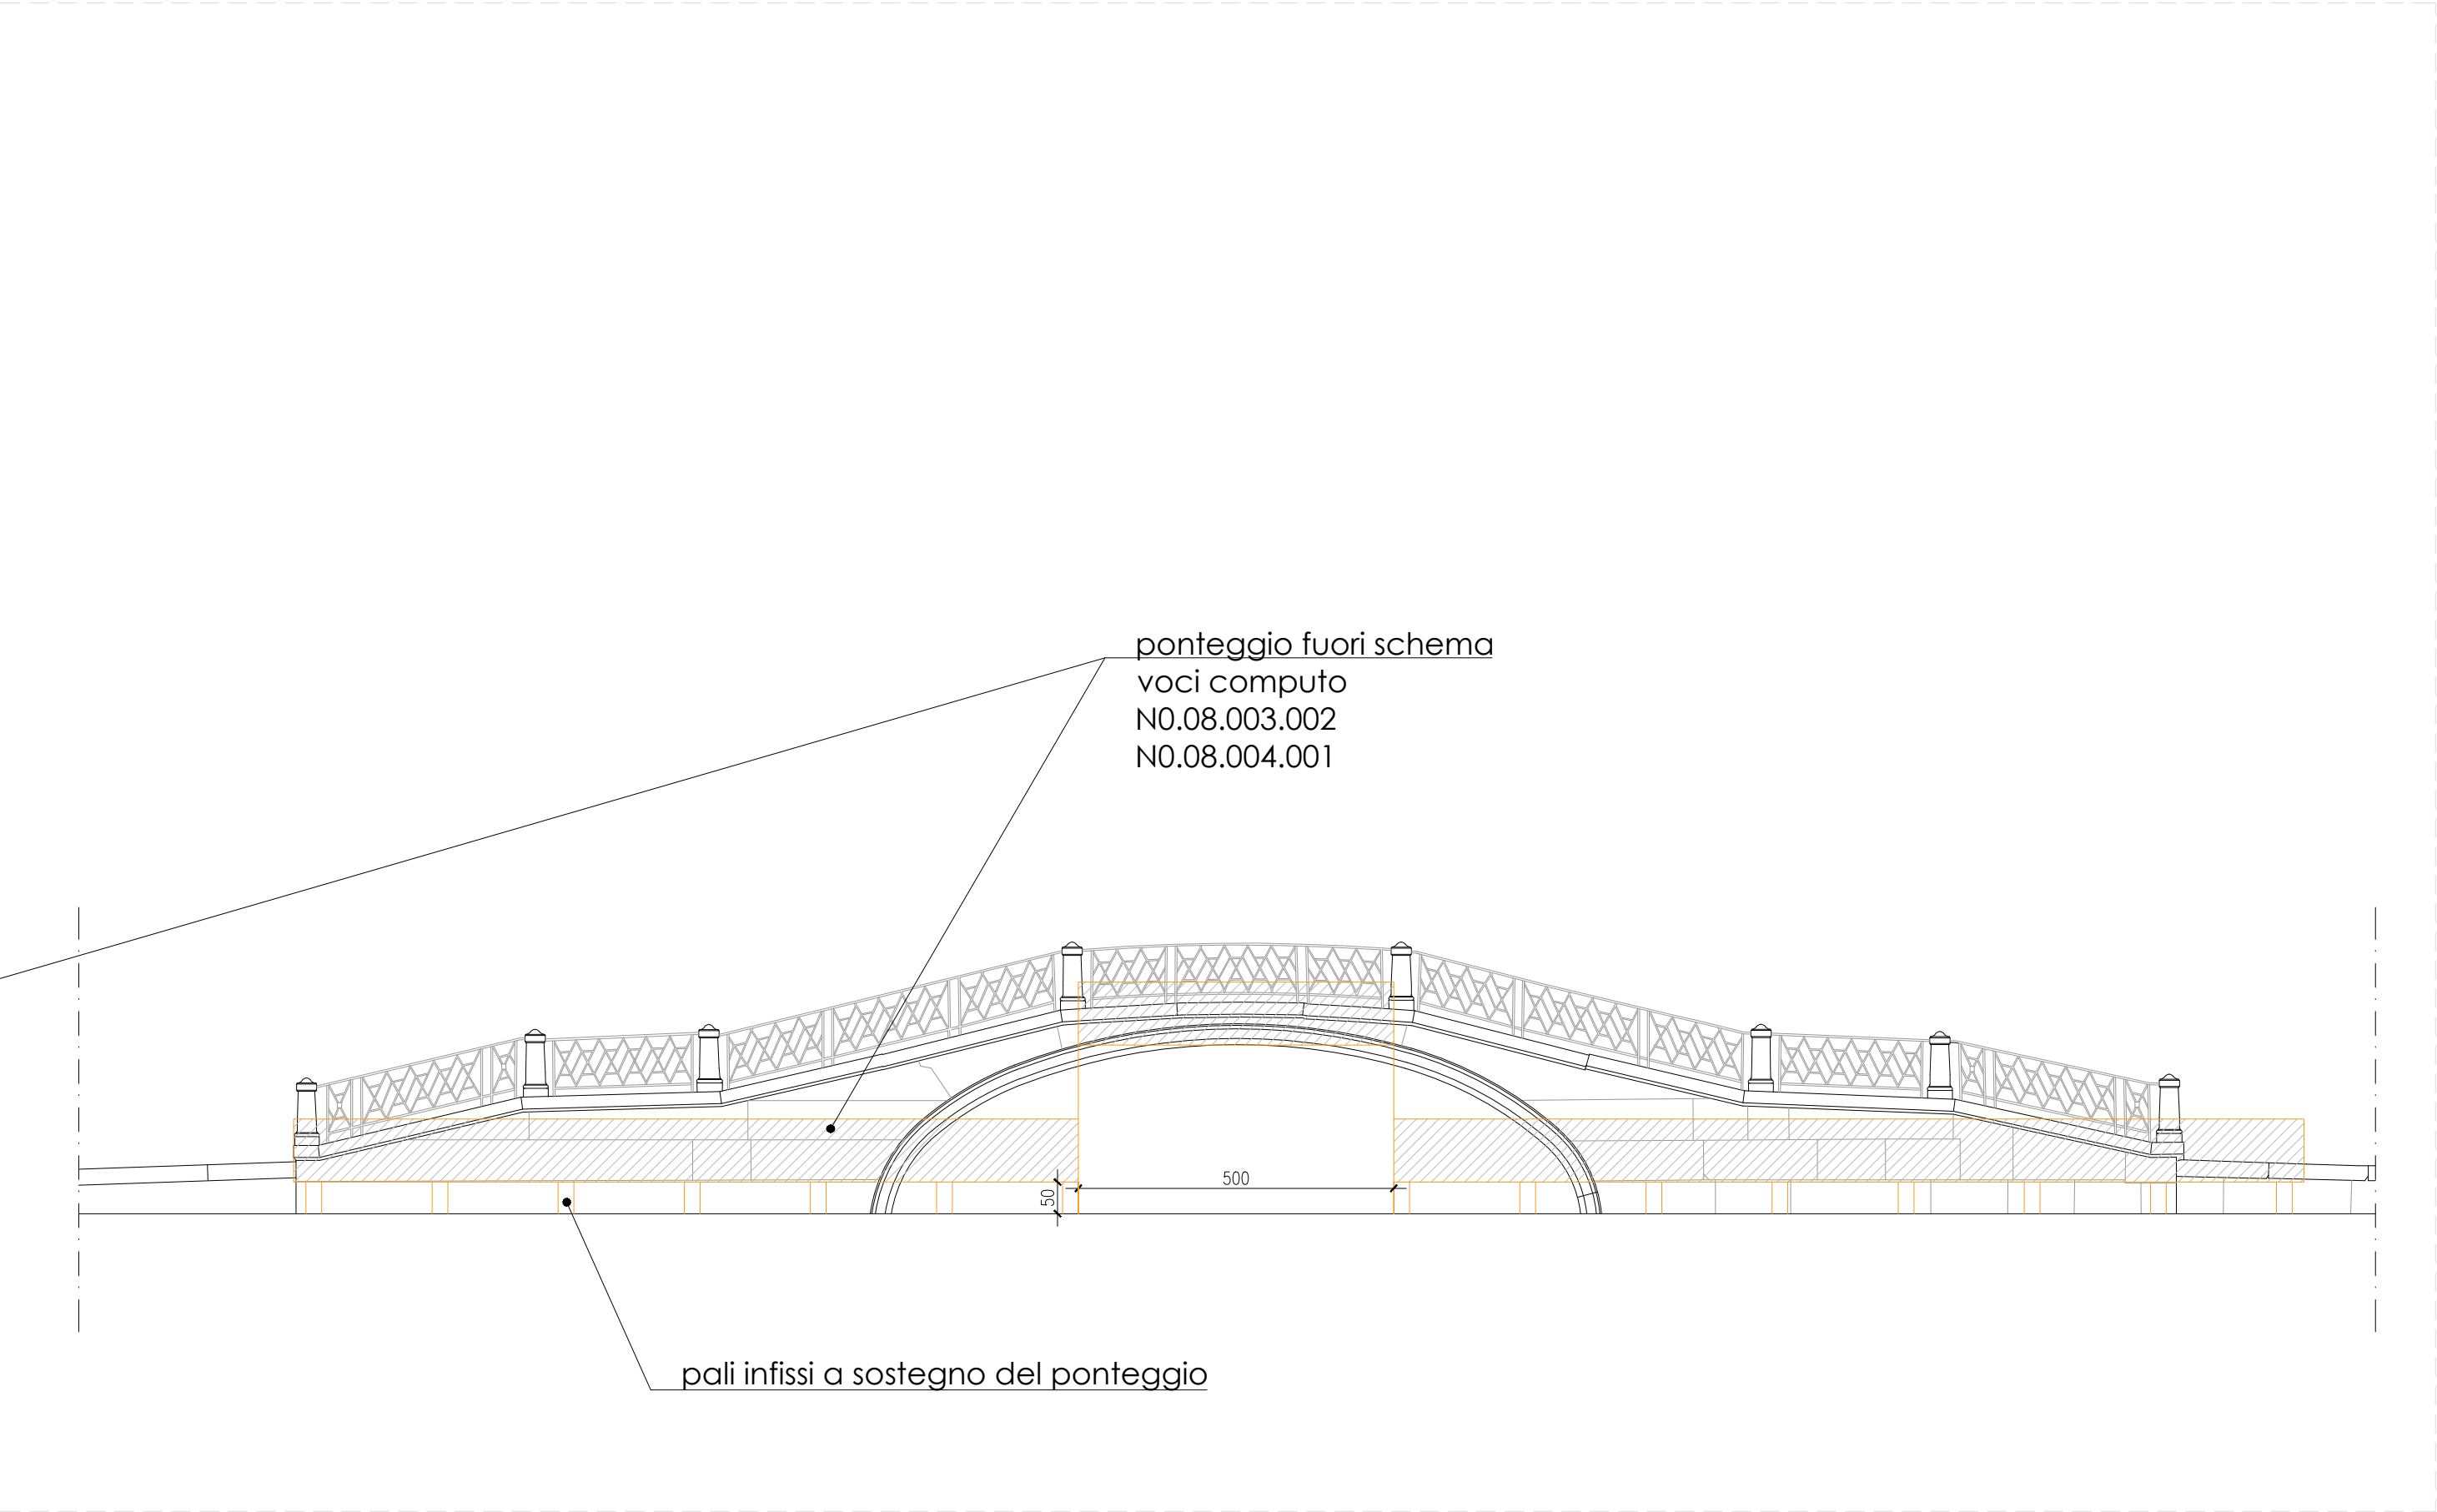 ponteggio fuori schema
voci computo
N0.08.003.002
N0.08.004.001
500
50
pali infissi a sostegno del ponteggio